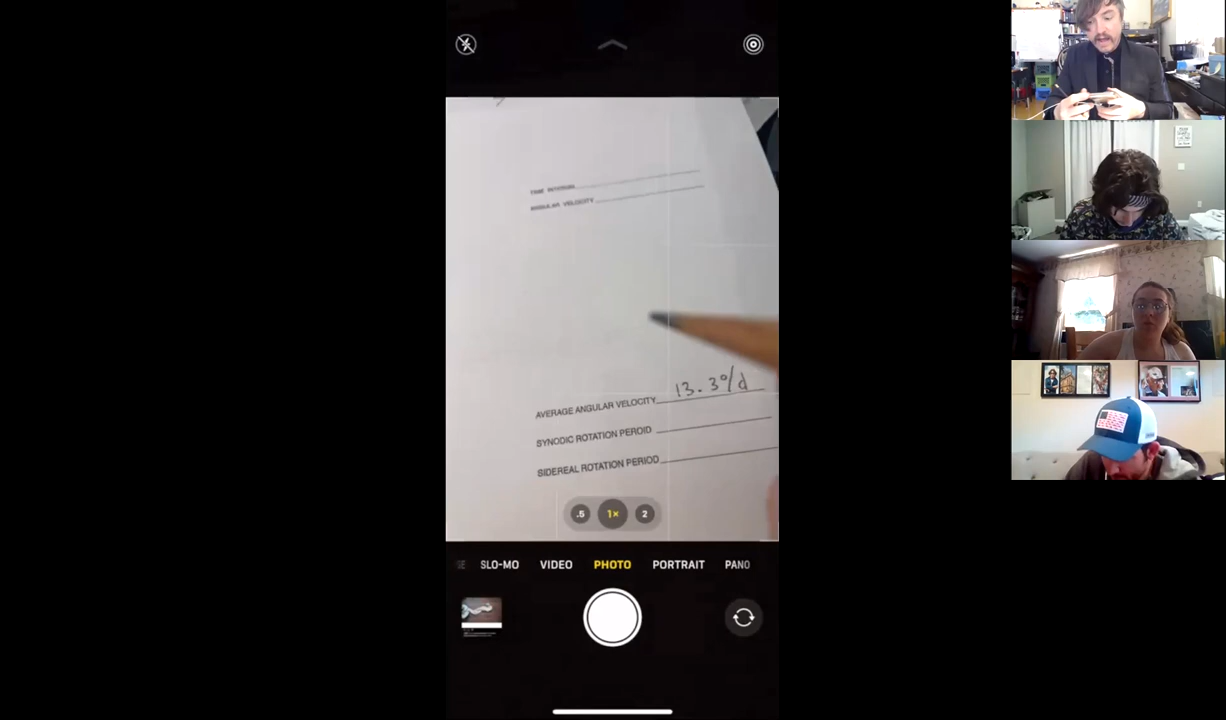 TIME INTERVAL
ANGULAR VELOCITY
AVERAGE ANGULAR VELOCITY 13.3°/d
SYNODIC ROTATION PEROID
SIDEREAL ROTATION PERIOD
.5 1× 2
SLO-MO VIDEO PHOTO PORTRAIT PANO